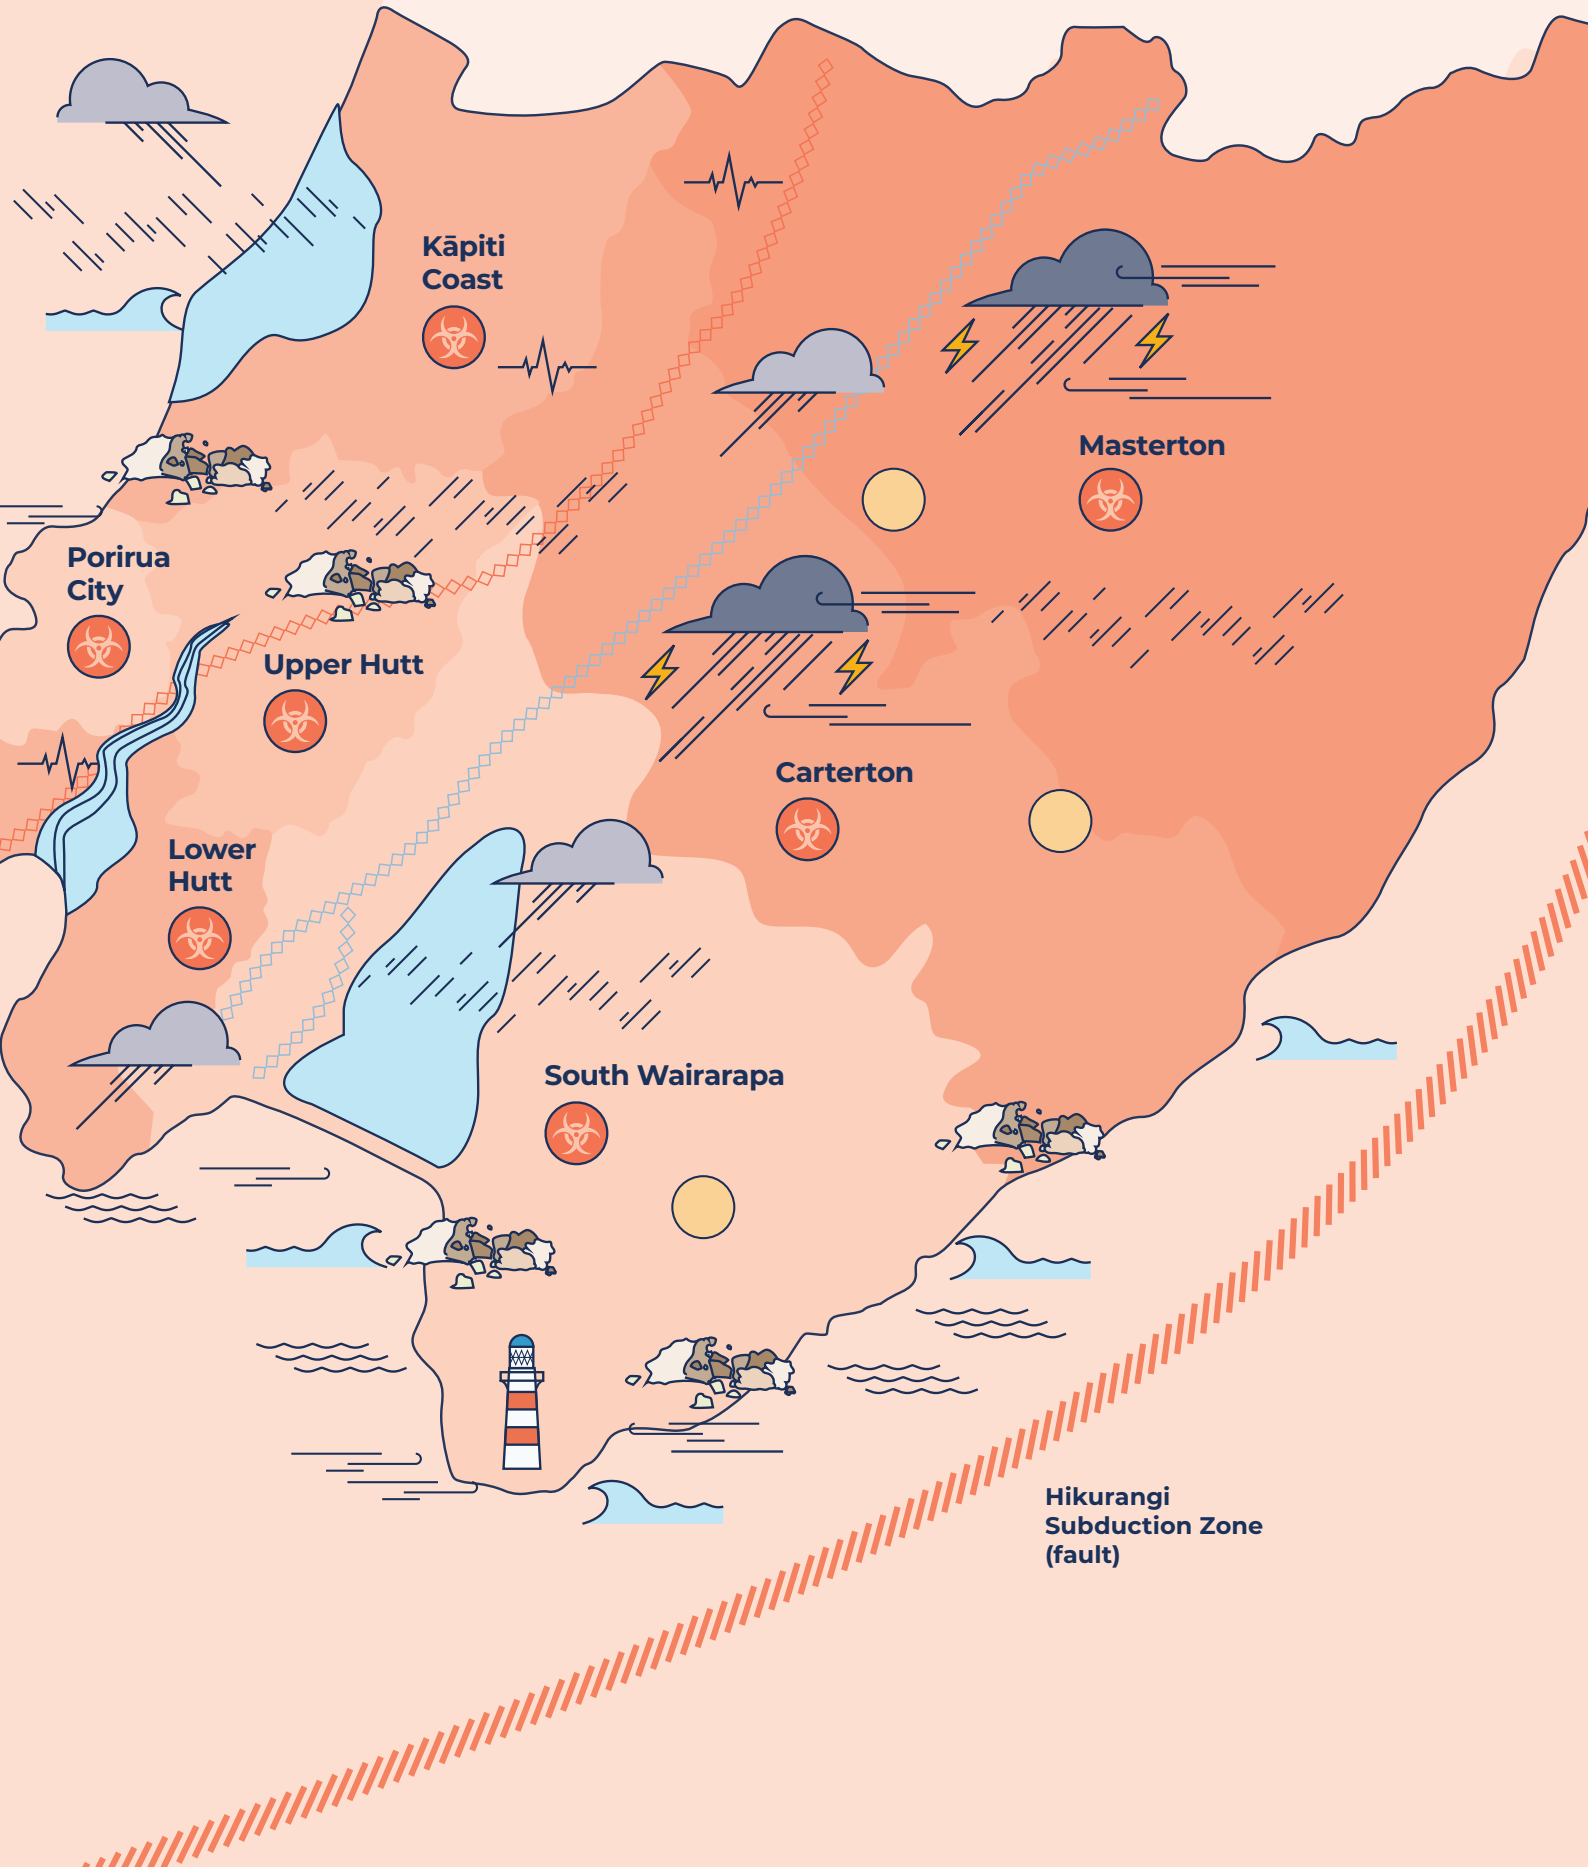 Kāpiti
Coast
Masterton
Porirua
City
Upper Hutt
Carterton
Lower
Hutt
South Wairarapa
Hikurangi
Subduction Zone
(fault)